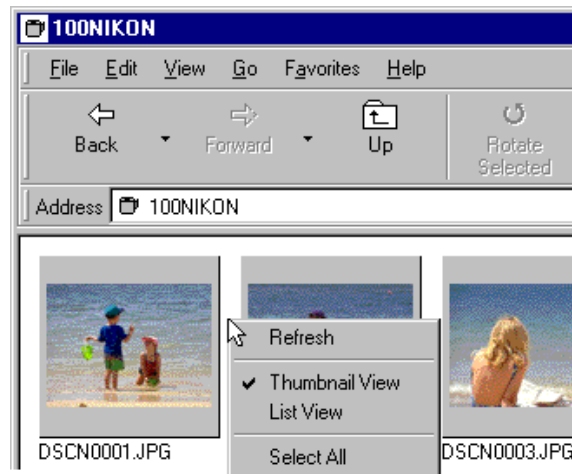 100NIKON
File Edit View Go Favorites Help
Back Forward Up Rotate Selected
Address 100NIKON
Refresh
Thumbnail View
List View
Select All
DSCN0001.JPG DSCN0003.JPG